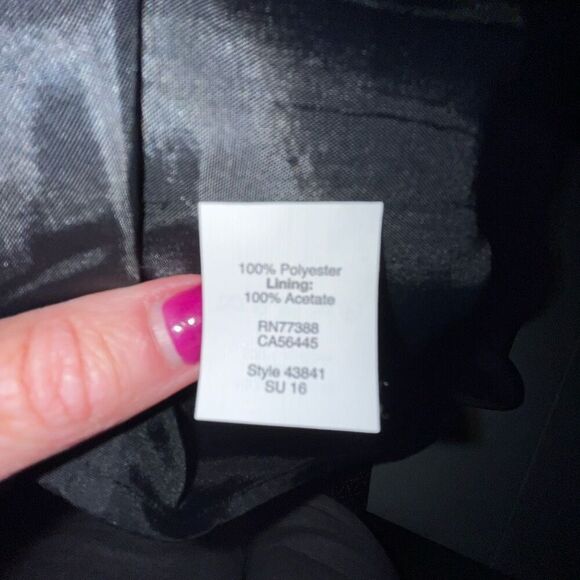 100% Polyester
Lining:
100% Acetate
RN77388
CA56445
Style 43841
SU 16